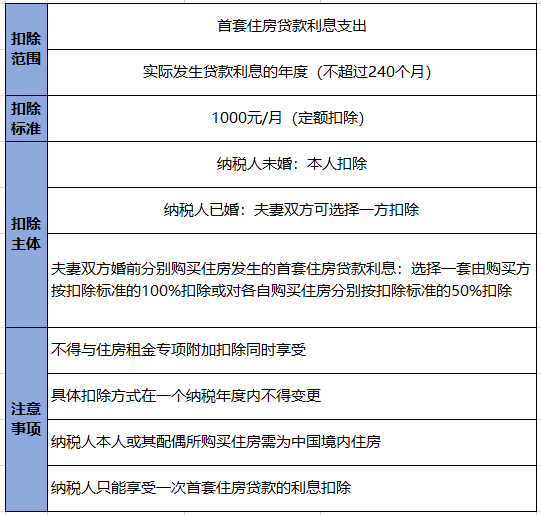 扣除
范围
首套住房贷款利息支出
实际发生贷款利息的年度（不超过240个月）
扣除
标准
1000元/月（定额扣除）
扣除
主体
纳税人未婚：本人扣除
纳税人已婚：夫妻双方可选择一方扣除
夫妻双方婚前分别购买住房发生的首套住房贷款利息：选择一套由购买方
按扣除标准的100%扣除或对各自购买住房分别按扣除标准的50%扣除
注意
事项
不得与住房租金专项附加扣除同时享受
具体扣除方式在一个纳税年度内不得变更
纳税人本人或其配偶所购买住房需为中国境内住房
纳税人只能享受一次首套住房贷款的利息扣除